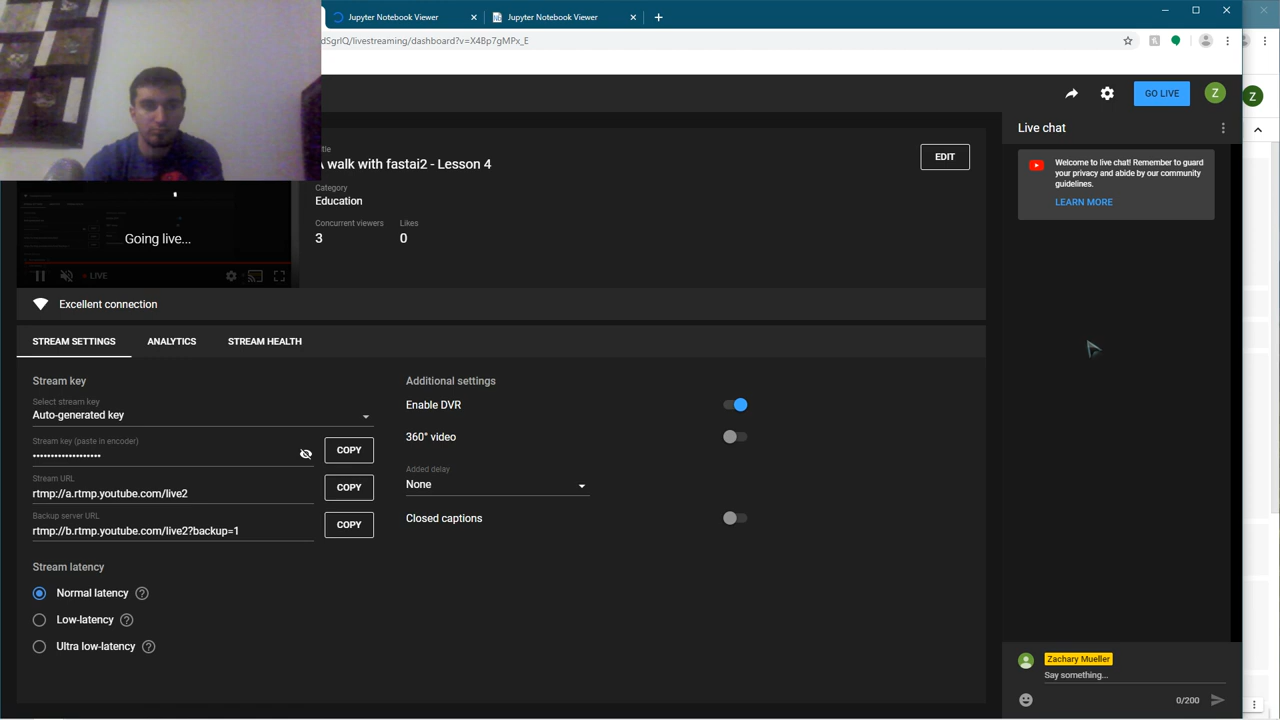 Jupyter Notebook Viewer
Jupyter Notebook Viewer
dSgrIQ/livestreaming/dashboard?v=X4Bp7gMPx_E
GO LIVE
Z
Z
Title
A walk with fastai2 - Lesson 4
EDIT
Category
Education
Concurrent viewers
Likes
3
0
Going live...
LIVE
Excellent connection
STREAM SETTINGS
ANALYTICS
STREAM HEALTH
Stream key
Select stream key
Auto-generated key
Stream key (paste in encoder)
••••••••••••••••••
COPY
Stream URL
rtmp://a.rtmp.youtube.com/live2
COPY
Backup server URL
rtmp://b.rtmp.youtube.com/live2?backup=1
COPY
Stream latency
Normal latency
Low-latency
Ultra low-latency
Additional settings
Enable DVR
360° video
Added delay
None
Closed captions
Live chat
Welcome to live chat! Remember to guard
your privacy and abide by our community
guidelines.
LEARN MORE
Zachary Mueller
Say something...
0/200